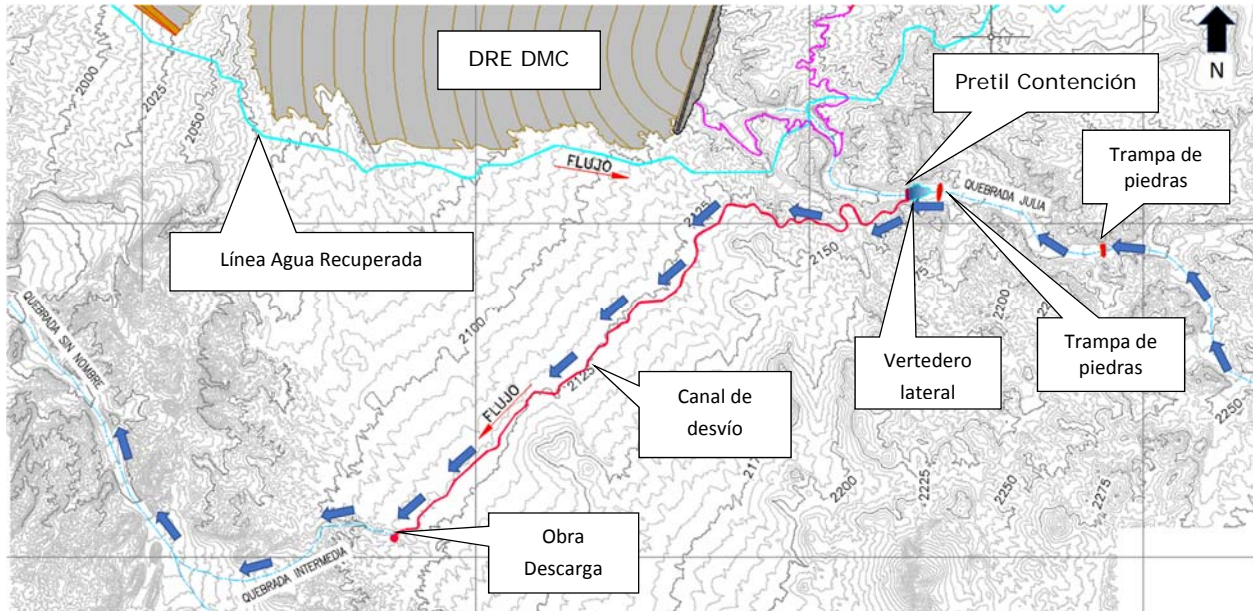 DRE DMC
N
Pretil Contención
Trampa de
piedras
2000
2025
2050
FLUJO
QUEBRADA JULIA
2125
Línea Agua Recuperada
2150
75
2200
2250
QUEBRADA SIN NOMBRE
2100
Vertedero
lateral
Trampa de
piedras
2125
Canal de
desvío
FLUJO
2200
2225
2250
2275
Obra
Descarga
QUEBRADA INTERMEDIA